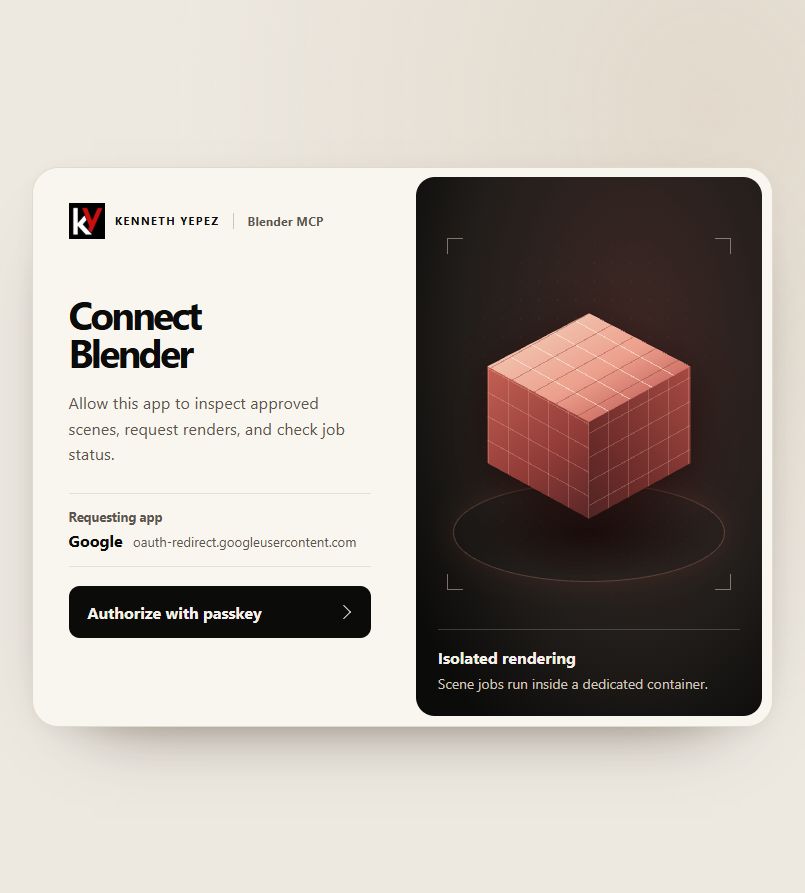 KV KENNETH YEPEZ Blender MCP
Connect
Blender
Allow this app to inspect approved
scenes, request renders, and check job
status.
Requesting app
Google oauth-redirect.googleusercontent.com
Authorize with passkey
Isolated rendering
Scene jobs run inside a dedicated container.